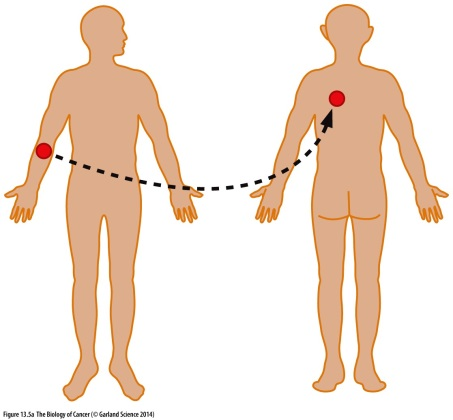 Figure 13.5a The Biology of Cancer (© Garland Science 2014)